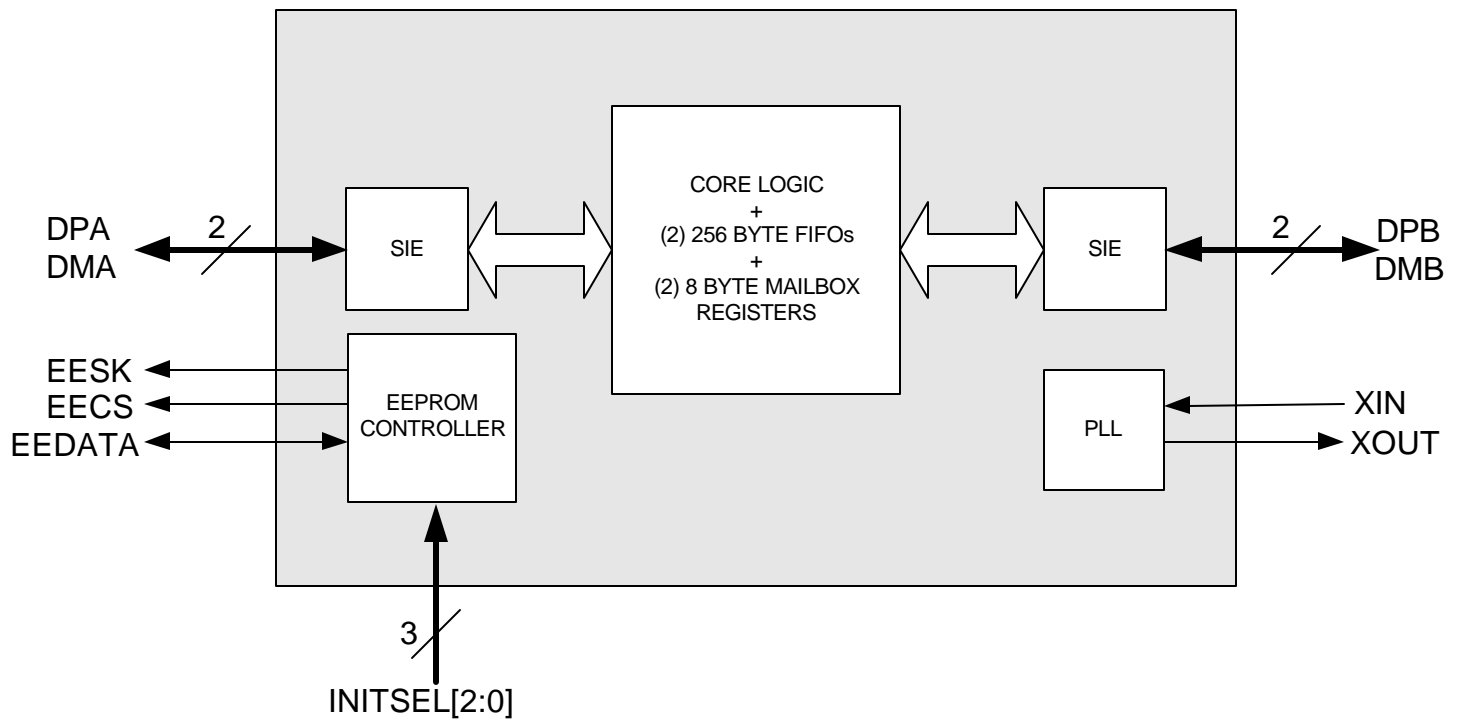 CORE LOGIC
+
(2) 256 BYTE FIFOs
+
(2) 8 BYTE MAILBOX
REGISTERS
DPA
DMA
2
SIE
SIE
2
DPB
DMB
EESK
EECS
EEDATA
EEPROM
CONTROLLER
PLL
XIN
XOUT
3
INITSEL[2:0]